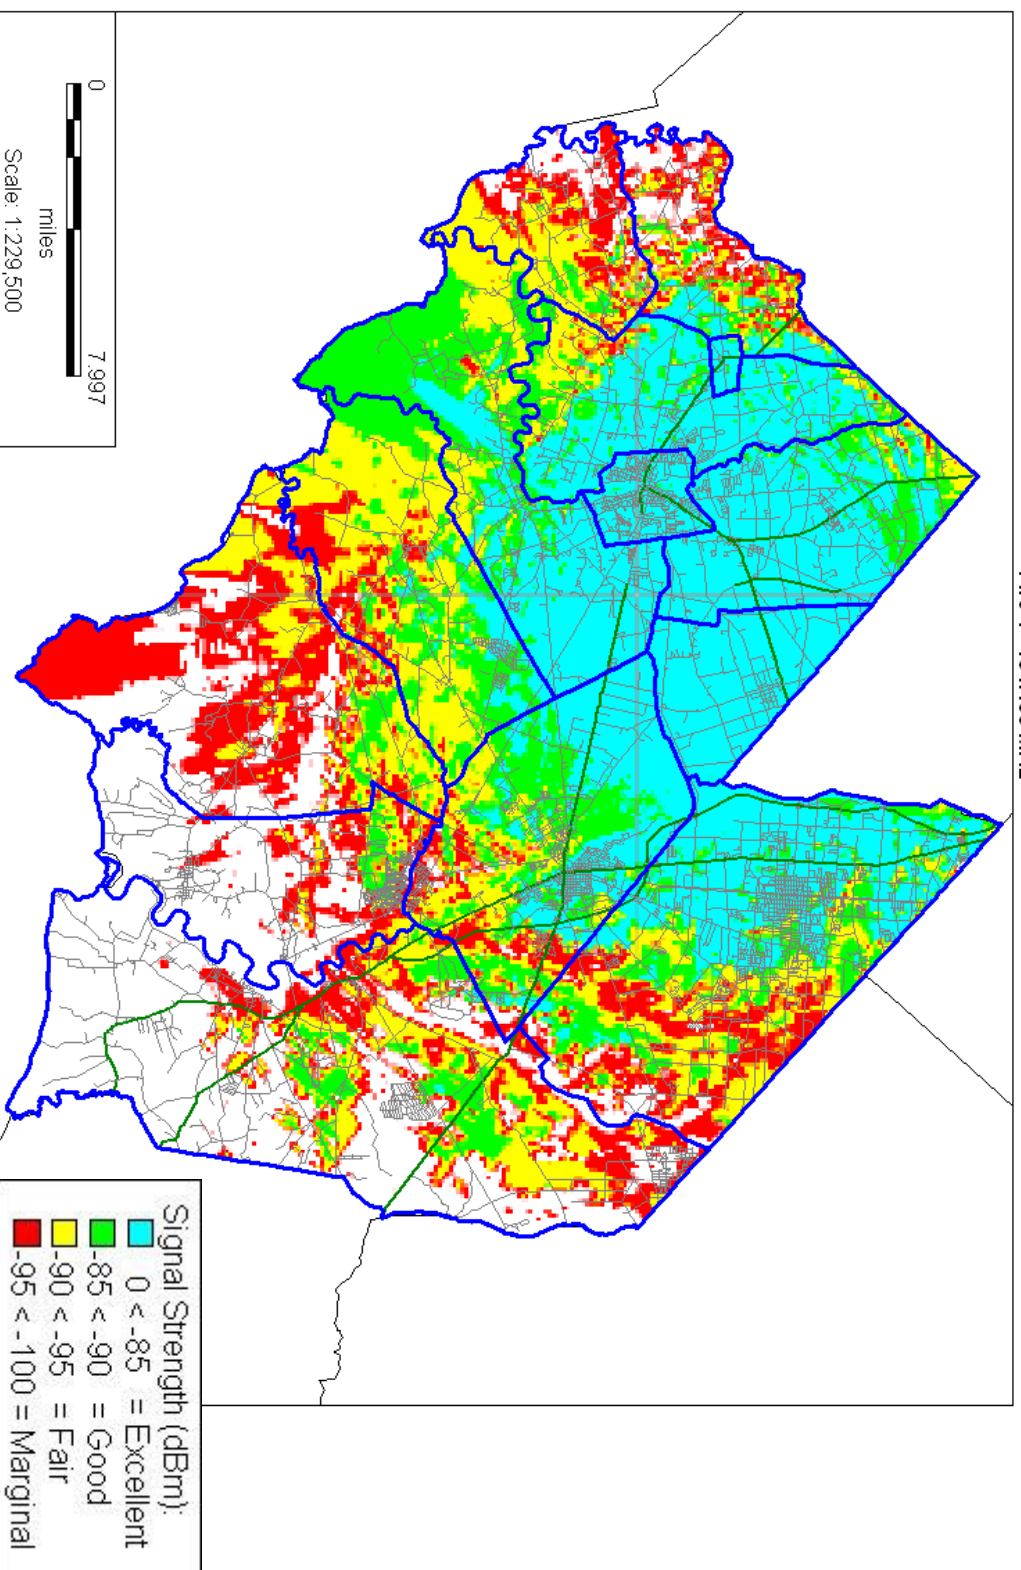 0 7.997
miles
Scale: 1:229,500
Signal Strength (dBm):
0 < -85 = Excellent
-85 < -90 = Good
-90 < -95 = Fair
-95 < -100 = Marginal